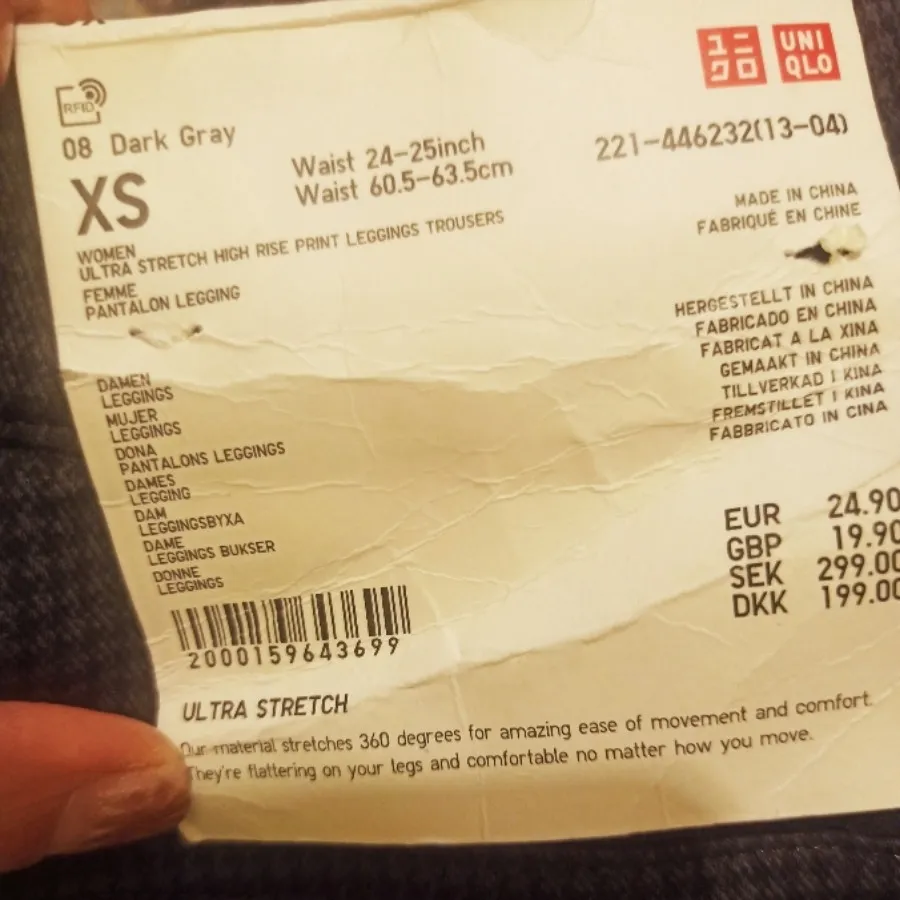 ユニ
クロ
UNI
QLO
RFID
08 Dark Gray
XS
Waist 24-25inch
Waist 60.5-63.5cm
221-446232(13-04)
WOMEN
ULTRA STRETCH HIGH RISE PRINT LEGGINGS TROUSERS
FEMME
PANTALON LEGGING
MADE IN CHINA
FABRIQUÉ EN CHINE
HERGESTELLT IN CHINA
FABRICADO EN CHINA
FABRICAT A LA XINA
GEMAAKT IN CHINA
TILLVERKAD I KINA
FREMSTILLET I KINA
FABBRICATO IN CINA
DAMEN
LEGGINGS
MUJER
LEGGINGS
DONA
PANTALONS LEGGINGS
DAMES
LEGGING
DAM
LEGGINGSBYXA
DAME
LEGGINGS BUKSER
DONNE
LEGGINGS
EUR 24.90
GBP 19.90
SEK 299.00
DKK 199.00
2000159643699
ULTRA STRETCH
Our material stretches 360 degrees for amazing ease of movement and comfort.
They're flattering on your legs and comfortable no matter how you move.